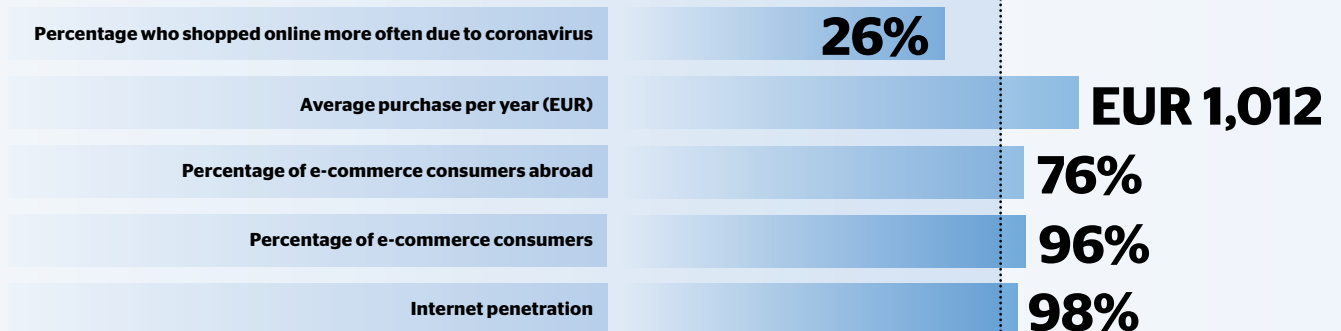 Percentage who shopped online more often due to coronavirus 26%
Average purchase per year (EUR) EUR 1,012
Percentage of e-commerce consumers abroad 76%
Percentage of e-commerce consumers 96%
Internet penetration 98%